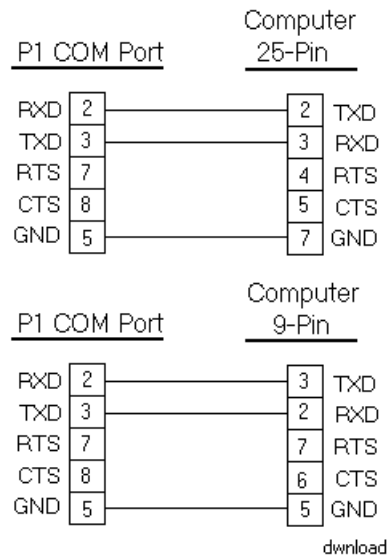 Computer
P1 COM Port 25-Pin
RXD 2 2 TXD
TXD 3 3 RXD
RTS 7 4 RTS
CTS 8 5 CTS
GND 5 7 GND
Computer
P1 COM Port 9-Pin
RXD 2 3 TXD
TXD 3 2 RXD
RTS 7 7 RTS
CTS 8 6 CTS
GND 5 5 GND
dwnload